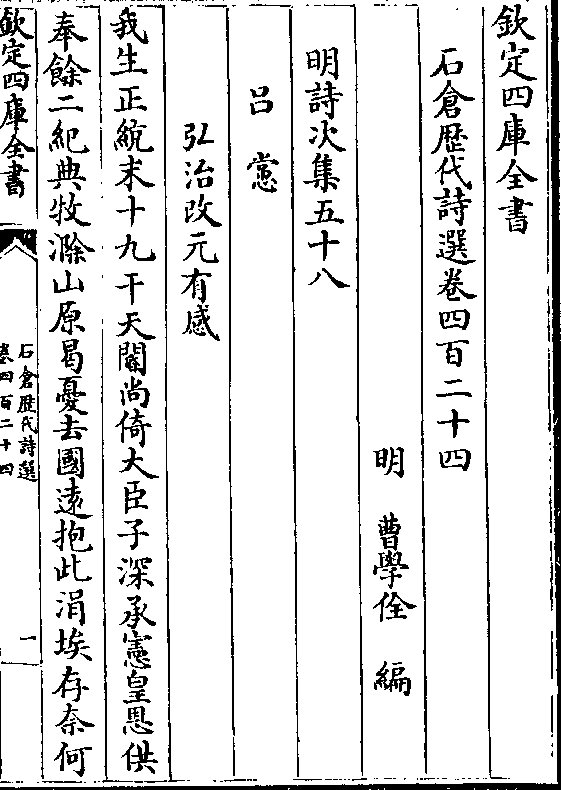 欽定四庫全書
石倉歷代詩選卷四百二十四
明 曹學佺 編
明詩次集五十八
呂㦂
弘治改元有感
我生正統末十九干天閽尚倚大臣子深承憲皇恩供
奉餘二紀典牧滁山原曷憂去國遠抱此涓埃存奈何
欽定四庫全書
石倉歷代詩選
卷四百二十四
一